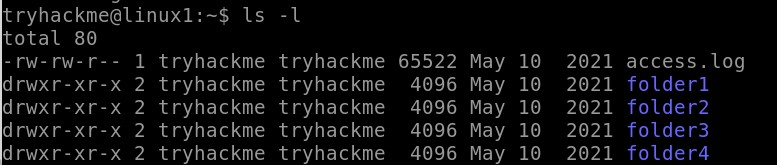 tryhackme@linux1:~$ ls -l
total 80
-rw-rw-r-- 1 tryhackme tryhackme 65522 May 10  2021 access.log
drwxr-xr-x 2 tryhackme tryhackme  4096 May 10  2021 folder1
drwxr-xr-x 2 tryhackme tryhackme  4096 May 10  2021 folder2
drwxr-xr-x 2 tryhackme tryhackme  4096 May 10  2021 folder3
drwxr-xr-x 2 tryhackme tryhackme  4096 May 10  2021 folder4